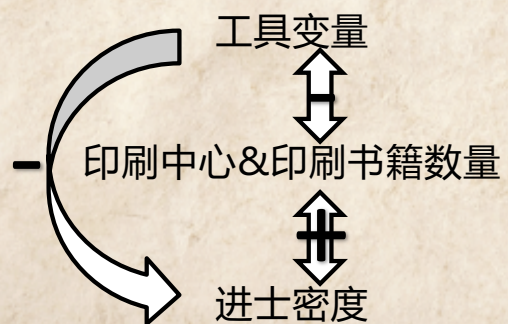 工具变量
-
- 印刷中心&印刷书籍数量
+
进士密度